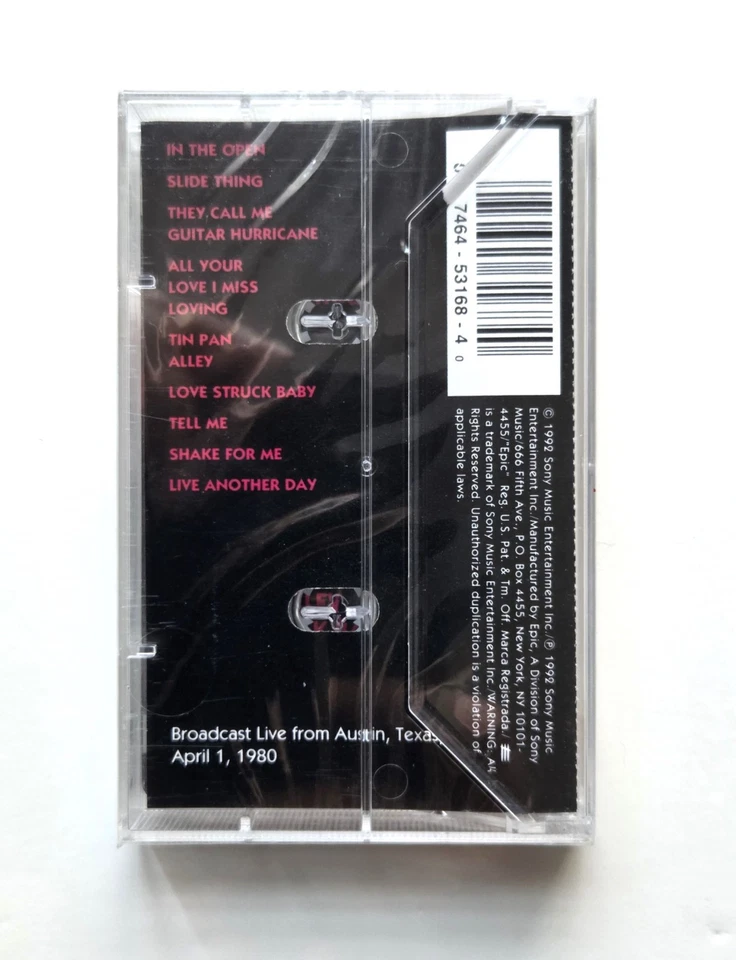 IN THE OPEN
SLIDE THING
THEY CALL ME
GUITAR HURRICANE
ALL YOUR
LOVE I MISS
LOVING
TIN PAN
ALLEY
LOVE STRUCK BABY
TELL ME
SHAKE FOR ME
LIVE ANOTHER DAY
Broadcast Live from Austin, Texas,
April 1, 1980
7464-53168-4 0
© 1992 Sony Music Entertainment Inc./℗ 1992 Sony Music
Entertainment Inc./Manufactured by Epic, A Division of Sony
Music/666 Fifth Ave., P.O. Box 4455, New York, NY 10101-
4455/"Epic" Reg. U.S. Pat. & Tm. Off. Marca Registrada./
is a trademark of Sony Music Entertainment Inc./WARNING: All
Rights Reserved. Unauthorized duplication is a violation of
applicable laws.